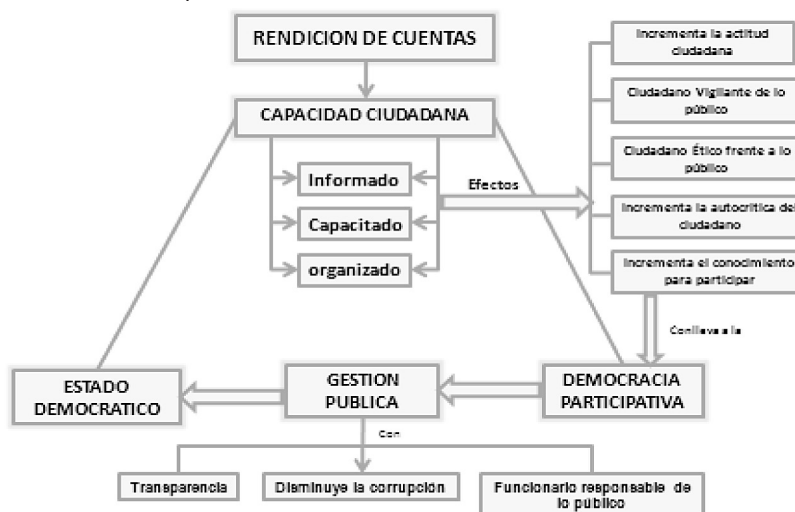 RENDICION DE CUENTAS
CAPACIDAD CIUDADANA
Informado
Capacitado
organizado
Efectos
Incrementa la actitud
ciudadana
Ciudadano Vigilante de lo
público
Ciudadano Ético frente a lo
público
Incrementa la autocritica del
ciudadano
Incrementa el conocimiento
para participar
Conlleva a la
DEMOCRACIA
PARTICIPATIVA
GESTION
PUBLICA
ESTADO
DEMOCRATICO
Con
Transparencia
Disminuye la corrupción
Funcionario responsable de
lo público